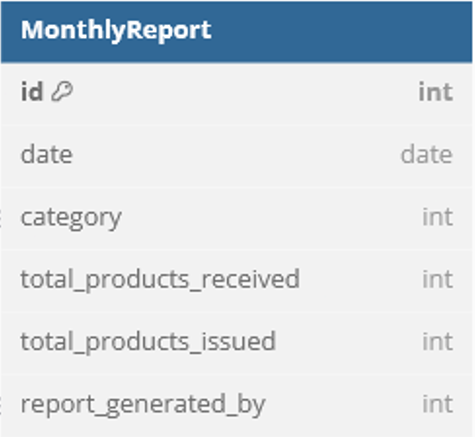 MonthlyReport
id int
date date
category int
total_products_received int
total_products_issued int
report_generated_by int